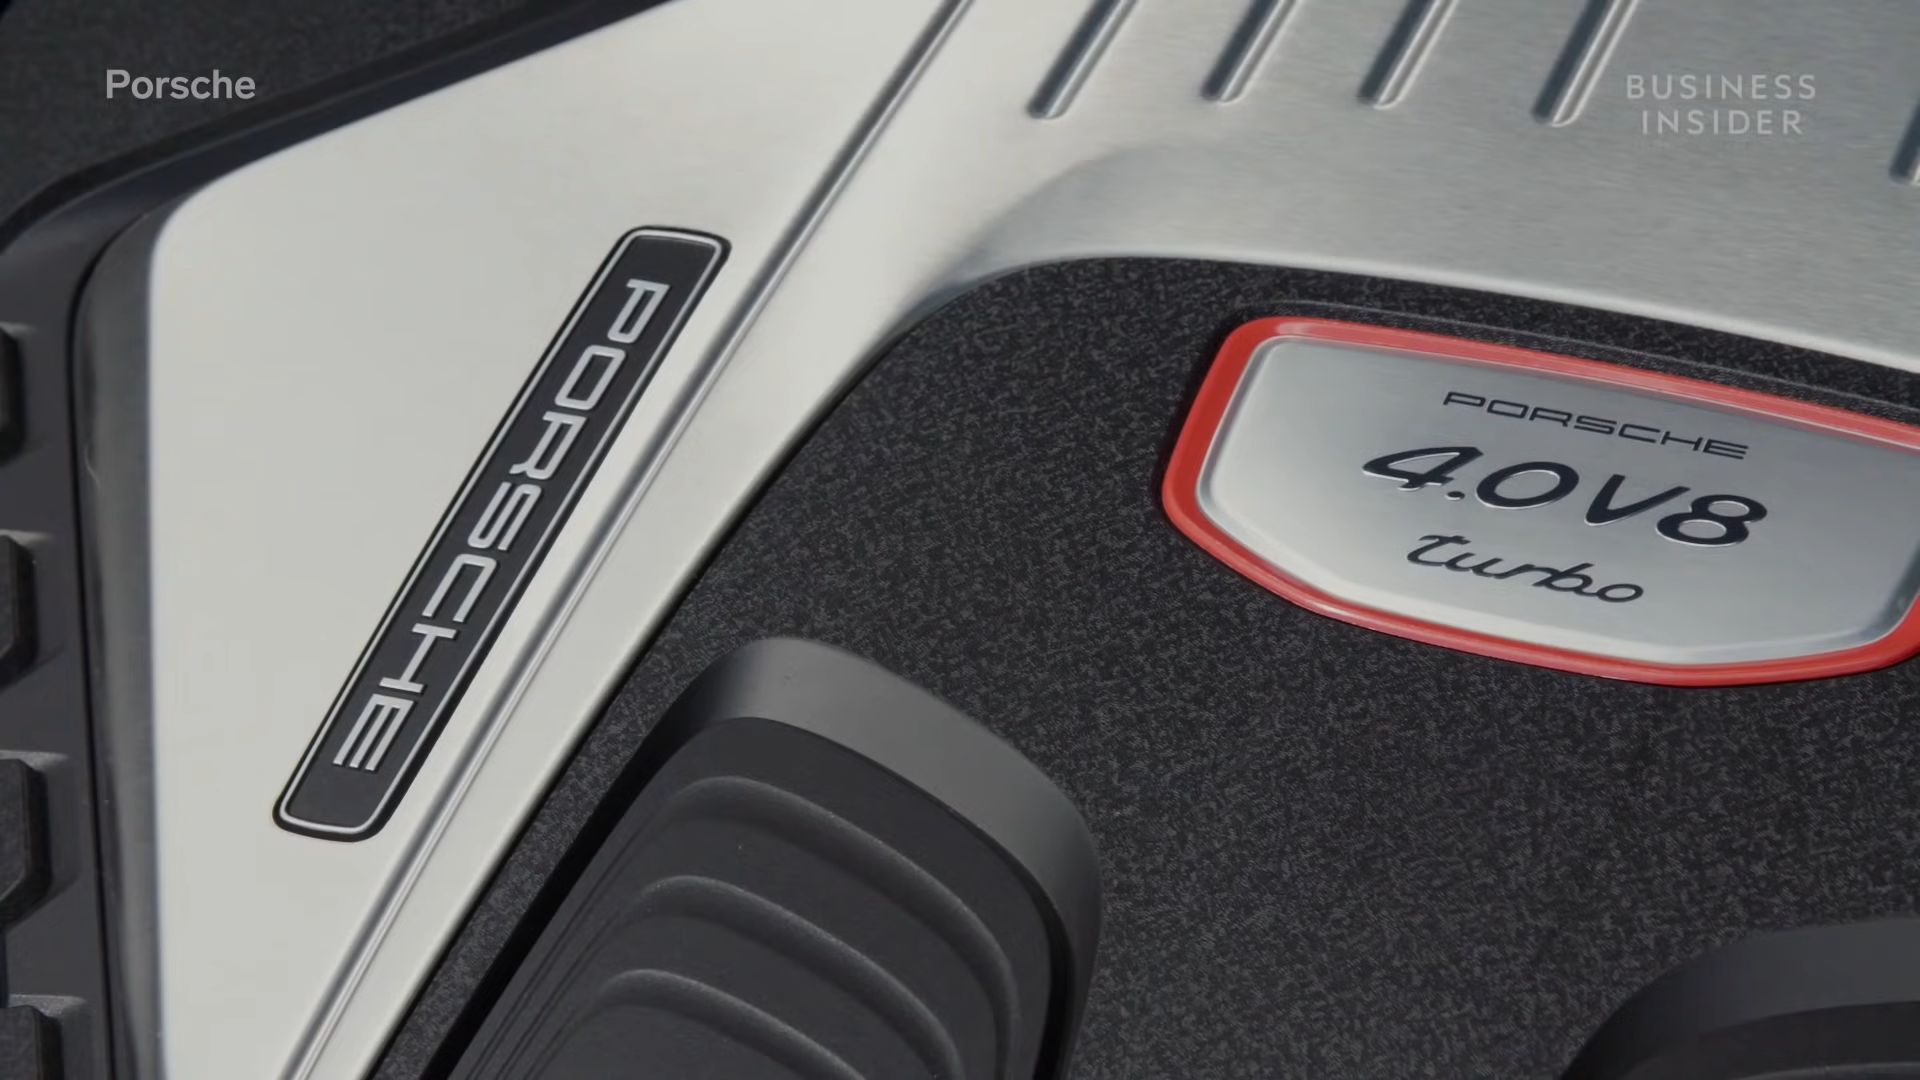 Porsche
BUSINESS
INSIDER
PORSCHE
PORSCHE
4.0V8
turbo